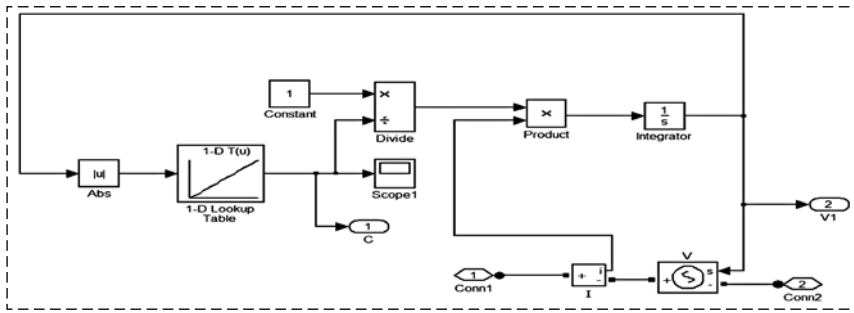 1
Constant
×
÷
Divide
×
Product
1
s
Integrator
|u|
Abs
1-D T(u)
1-D Lookup
Table
Scope1
1
C
2
V1
1
Conn1
+
i
-
I
V
+
s
-
2
Conn2